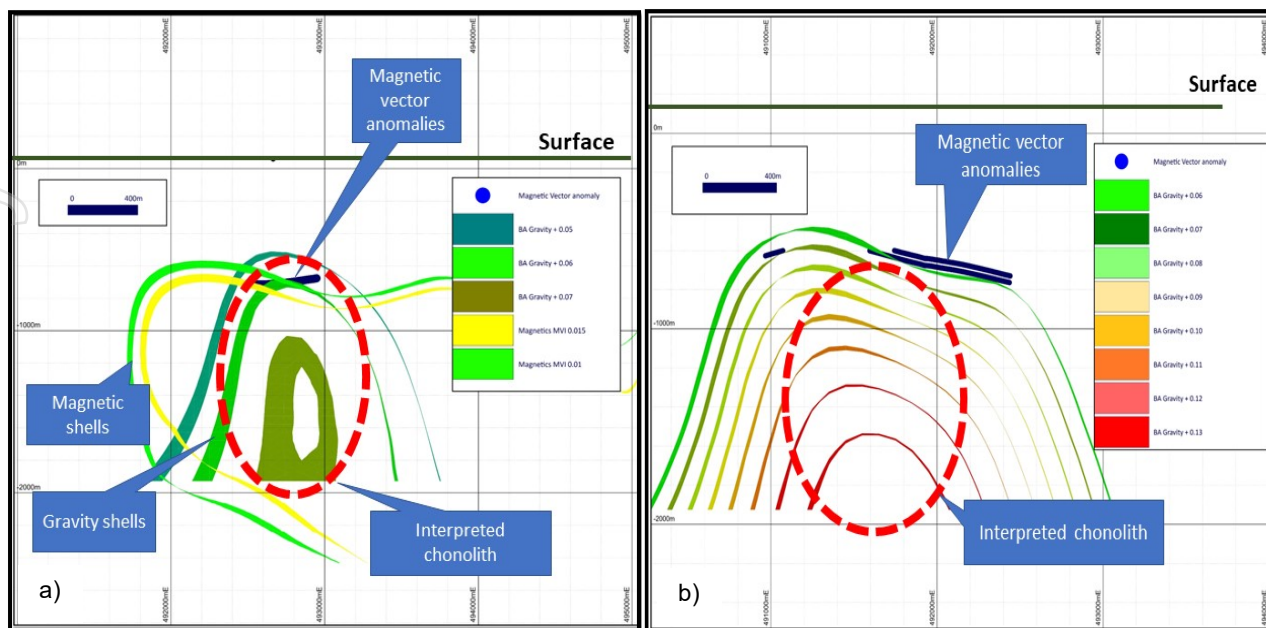 492000mE
493000mE
494000mE
495000mE
Magnetic
vector
anomalies
Surface
0m
0 400m
Magnetic Vector anomaly
BA Gravity + 0.05
BA Gravity + 0.06
BA Gravity + 0.07
Magnetics MVI 0.015
Magnetics MVI 0.01
-1000m
Magnetic
shells
-2000m
Gravity shells
Interpreted
chonolith
a)
492000mE
493000mE
494000mE
495000mE
491000mE
492000mE
493000mE
494000mE
Surface
0m
Magnetic vector
anomalies
0 400m
Magnetic Vector anomaly
BA Gravity + 0.06
BA Gravity + 0.07
BA Gravity + 0.08
BA Gravity + 0.09
BA Gravity + 0.10
BA Gravity + 0.11
BA Gravity + 0.12
BA Gravity + 0.13
-1000m
-2000m
Interpreted chonolith
b)
491000mE
492000mE
493000mE
494000mE